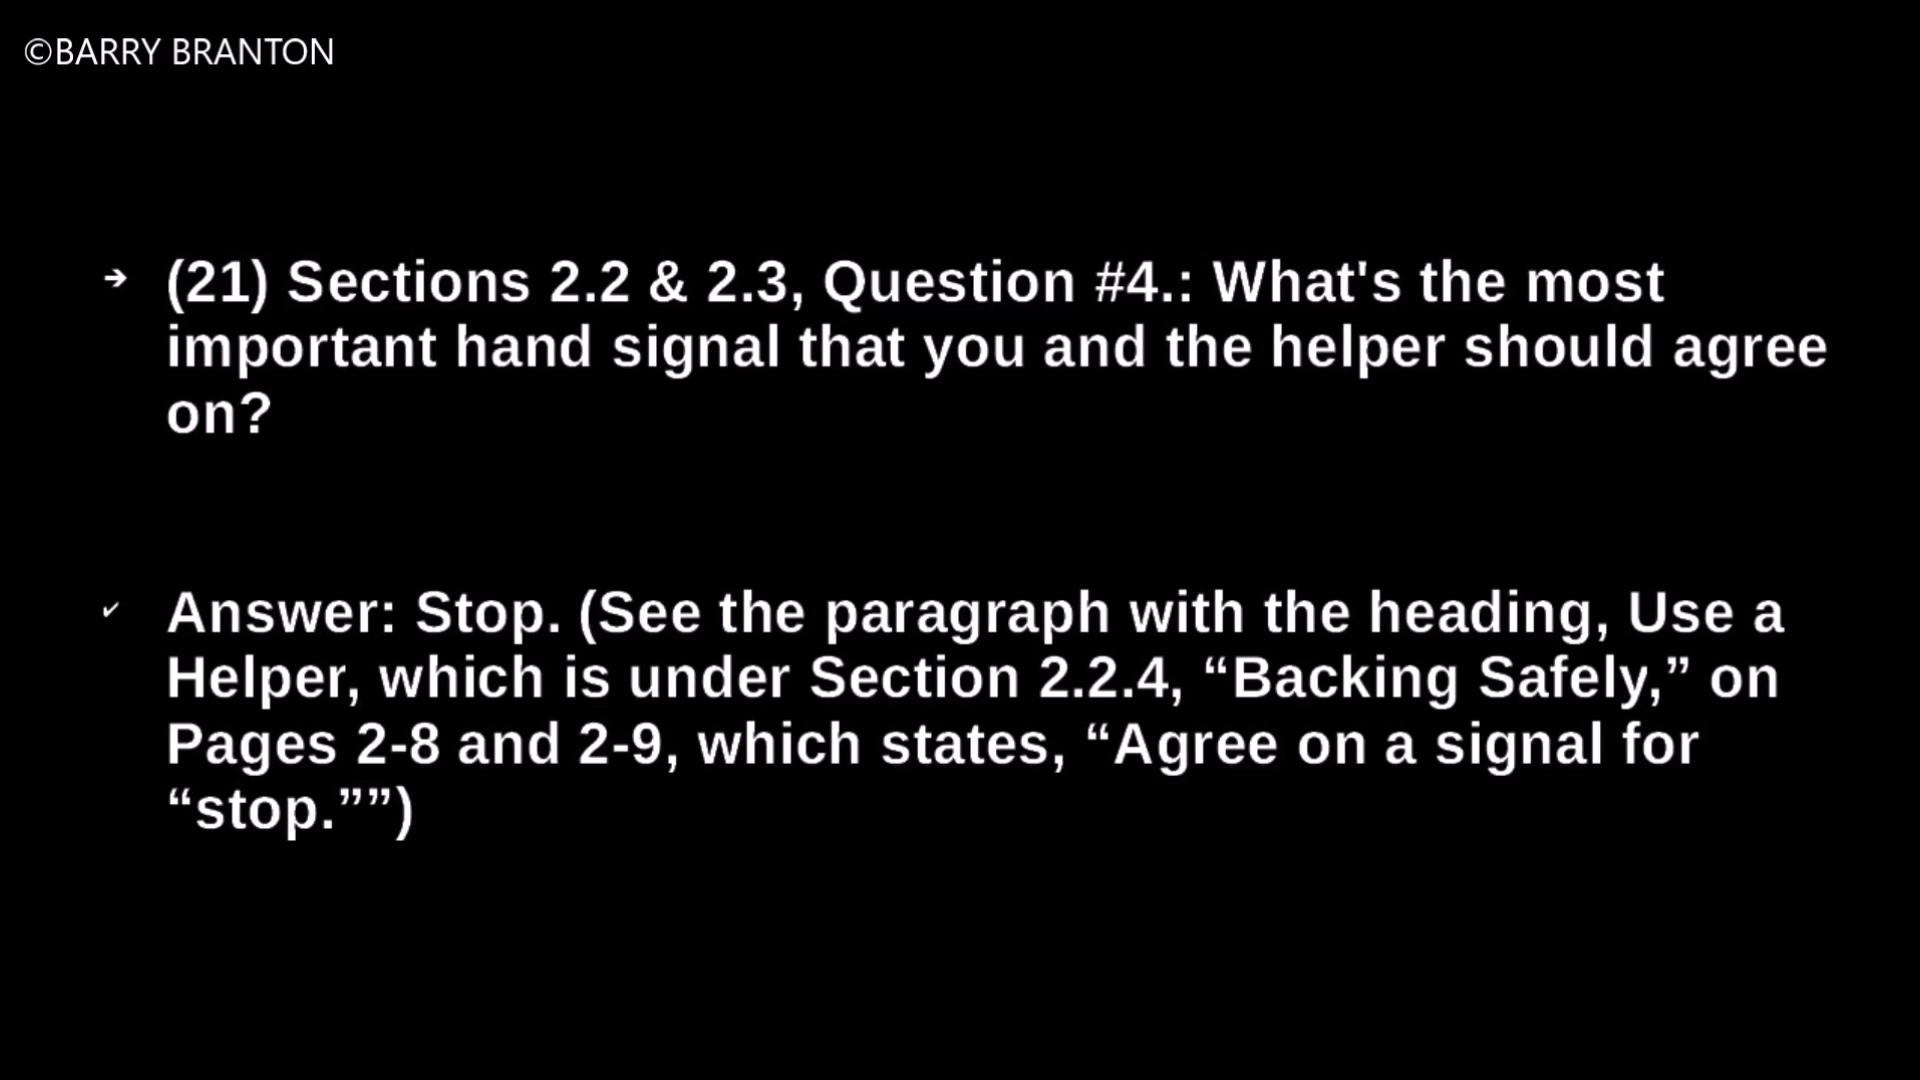 ©BARRY BRANTON
➔ (21) Sections 2.2 & 2.3, Question #4.: What's the most
important hand signal that you and the helper should agree
on?
✔ Answer: Stop. (See the paragraph with the heading, Use a
Helper, which is under Section 2.2.4, “Backing Safely,” on
Pages 2-8 and 2-9, which states, “Agree on a signal for
“stop.””)